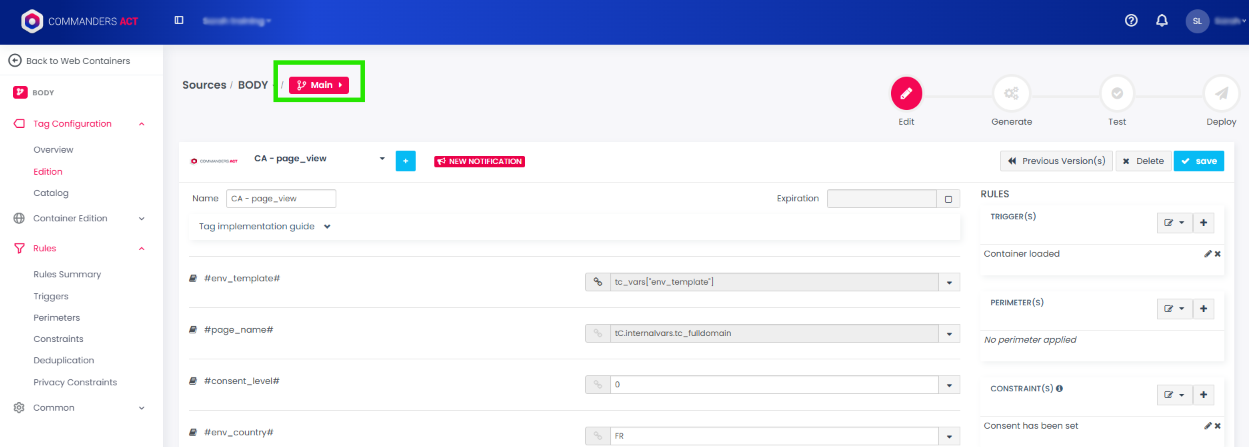 COMMANDERS ACT
SL
Back to Web Containers
BODY
Tag Configuration
Overview
Edition
Catalog
Container Edition
Rules
Rules Summary
Triggers
Perimeters
Constraints
Deduplication
Privacy Constraints
Common
Sources / BODY / Main
Edit
Generate
Test
Deploy
COMMANDERS ACT
CA - page_view
+
NEW NOTIFICATION
Previous Version(s)
Delete
save
Name
CA - page_view
Expiration
Tag implementation guide
#env_template#
tc_vars["env_template"]
#page_name#
tC.internalvars.tc_fulldomain
#consent_level#
0
#env_country#
FR
RULES
TRIGGER(S)
Container loaded
PERIMETER(S)
No perimeter applied
CONSTRAINT(S)
Consent has been set